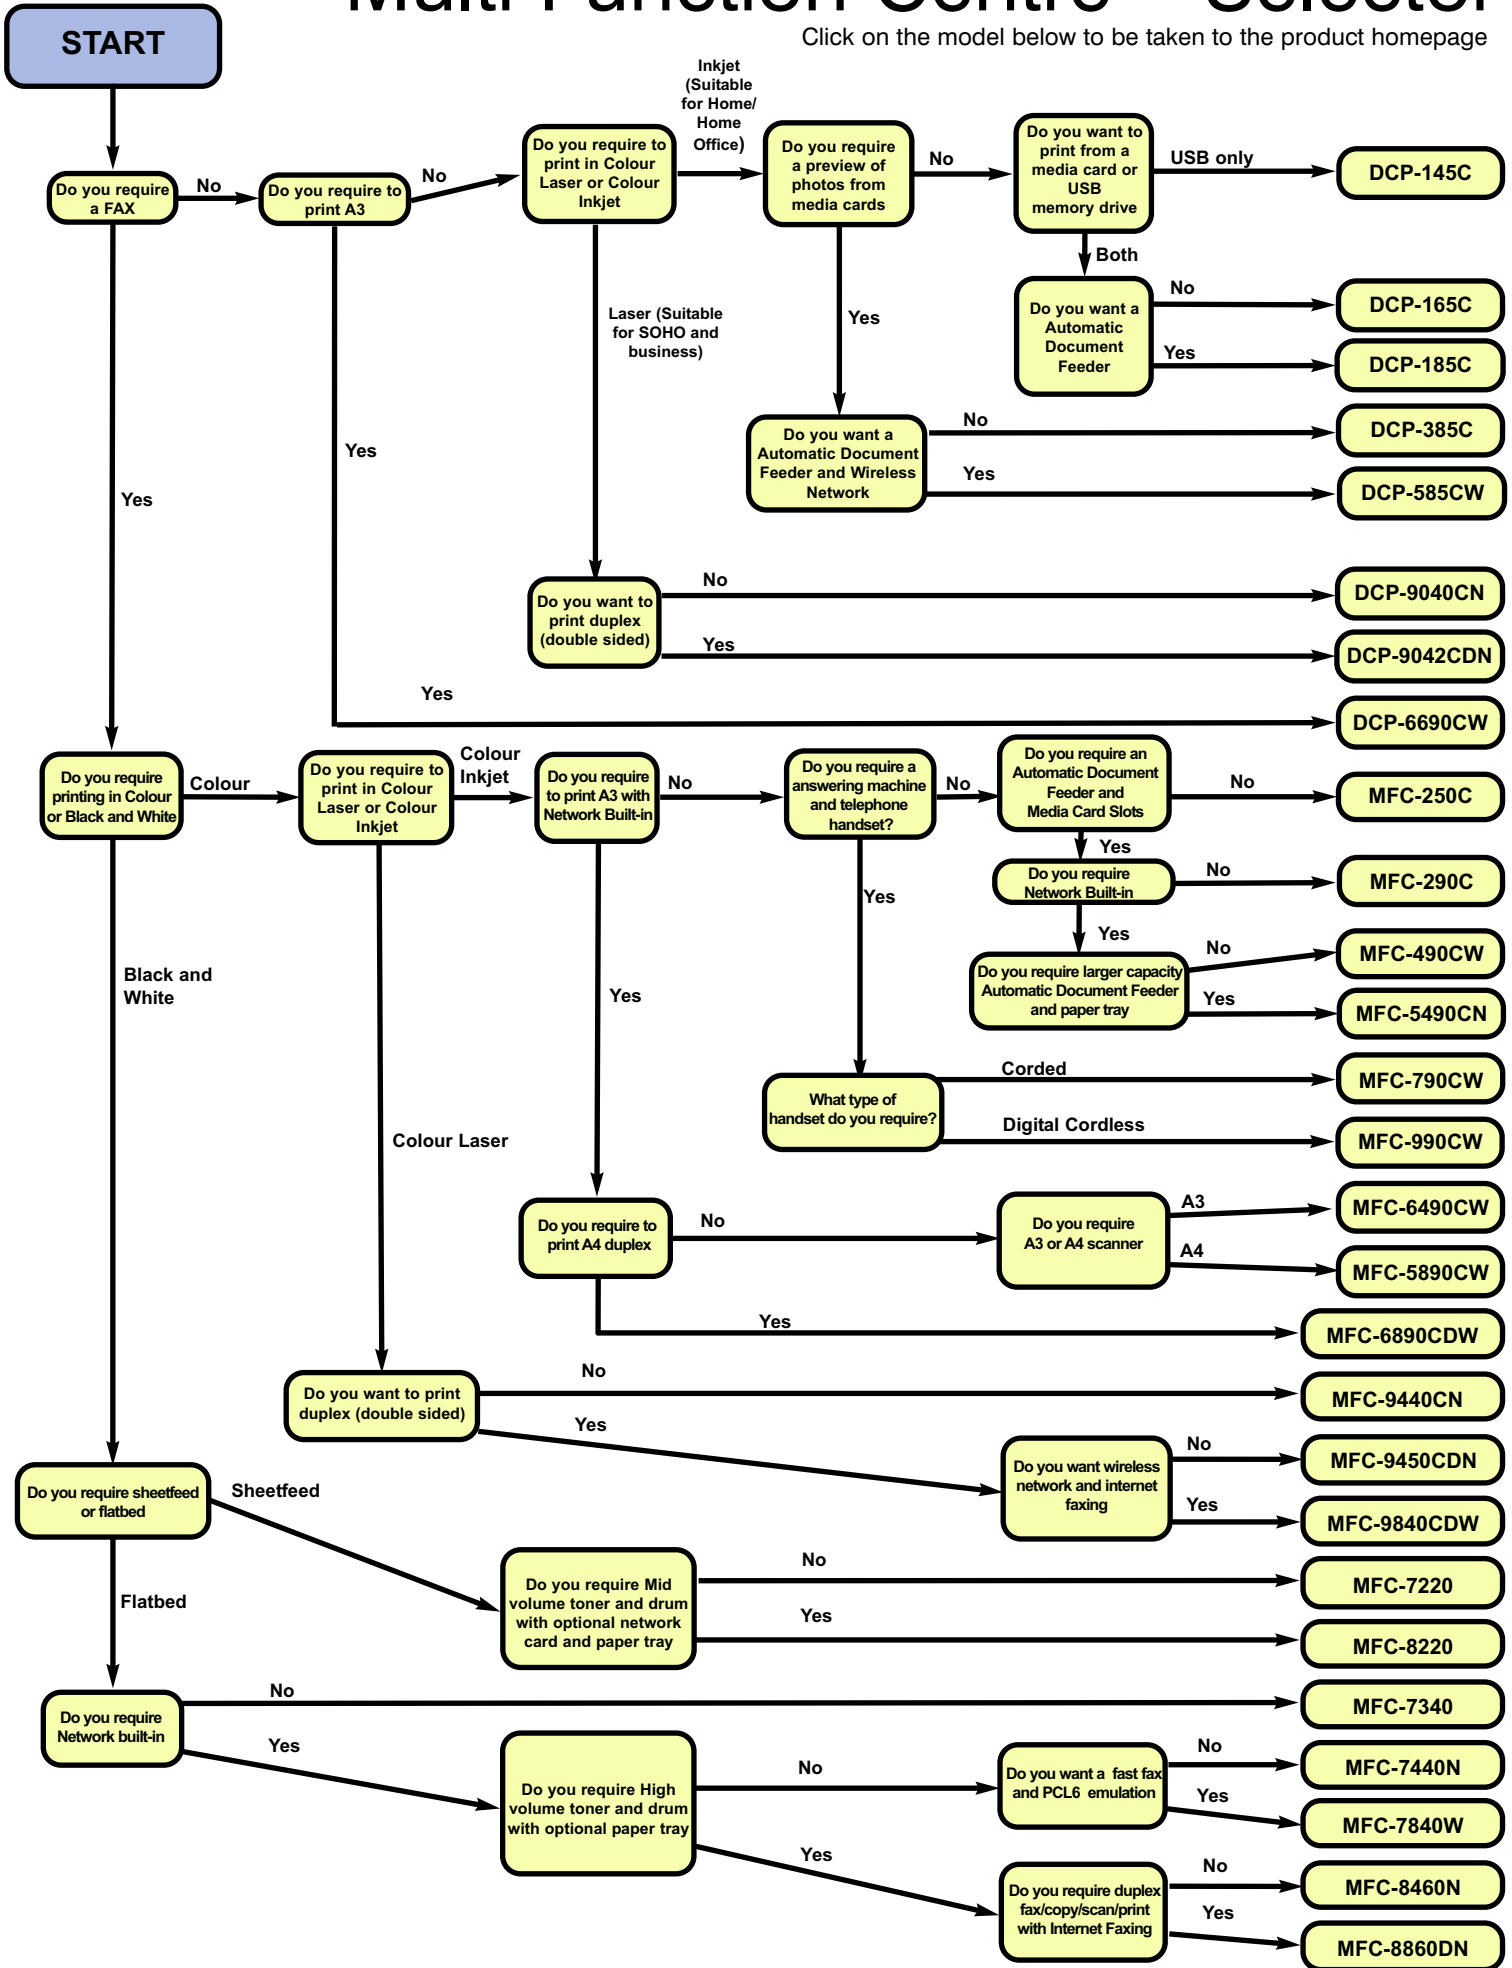 Multi-Function Centre - Selector
Click on the model below to be taken to the product homepage
START
Inkjet
(Suitable
for Home/
Home
Office)
Do you require
a FAX
No
Do you require to
print A3
No
Do you require to
print in Colour
Laser or Colour
Inkjet
Do you require
a preview of
photos from
media cards
No
Do you want to
print from a
media card or
USB
memory drive
USB only
DCP-145C
Both
Do you want a
Automatic
Document
Feeder
No
DCP-165C
Yes
DCP-185C
Laser (Suitable
for SOHO and
business)
Yes
Do you want a
Automatic Document
Feeder and Wireless
Network
No
DCP-385C
Yes
DCP-585CW
Yes
Yes
Do you want to
print duplex
(double sided)
No
DCP-9040CN
Yes
DCP-9042CDN
Yes
DCP-6690CW
Do you require
printing in Colour
or Black and White
Colour
Do you require to
print in Colour
Laser or Colour
Inkjet
Colour
Inkjet
Do you require
to print A3 with
Network Built-in
No
Do you require a
answering machine
and telephone
handset?
No
Do you require an
Automatic Document
Feeder and
Media Card Slots
No
MFC-250C
Yes
Do you require
Network Built-in
No
MFC-290C
Yes
Do you require larger capacity
Automatic Document Feeder
and paper tray
No
MFC-490CW
Yes
MFC-5490CN
Black and
White
Yes
Yes
What type of
handset do you require?
Corded
MFC-790CW
Digital Cordless
MFC-990CW
Colour Laser
Do you require to
print A4 duplex
No
Do you require
A3 or A4 scanner
A3
MFC-6490CW
A4
MFC-5890CW
Yes
MFC-6890CDW
Do you want to print
duplex (double sided)
No
MFC-9440CN
Yes
Do you want wireless
network and internet
faxing
No
MFC-9450CDN
Yes
MFC-9840CDW
Do you require sheetfeed
or flatbed
Sheetfeed
Do you require Mid
volume toner and drum
with optional network
card and paper tray
No
MFC-7220
Yes
MFC-8220
Flatbed
Do you require
Network built-in
No
MFC-7340
Yes
Do you require High
volume toner and drum
with optional paper tray
No
Do you want a fast fax
and PCL6 emulation
No
MFC-7440N
Yes
MFC-7840W
Yes
Do you require duplex
fax/copy/scan/print
with Internet Faxing
No
MFC-8460N
Yes
MFC-8860DN